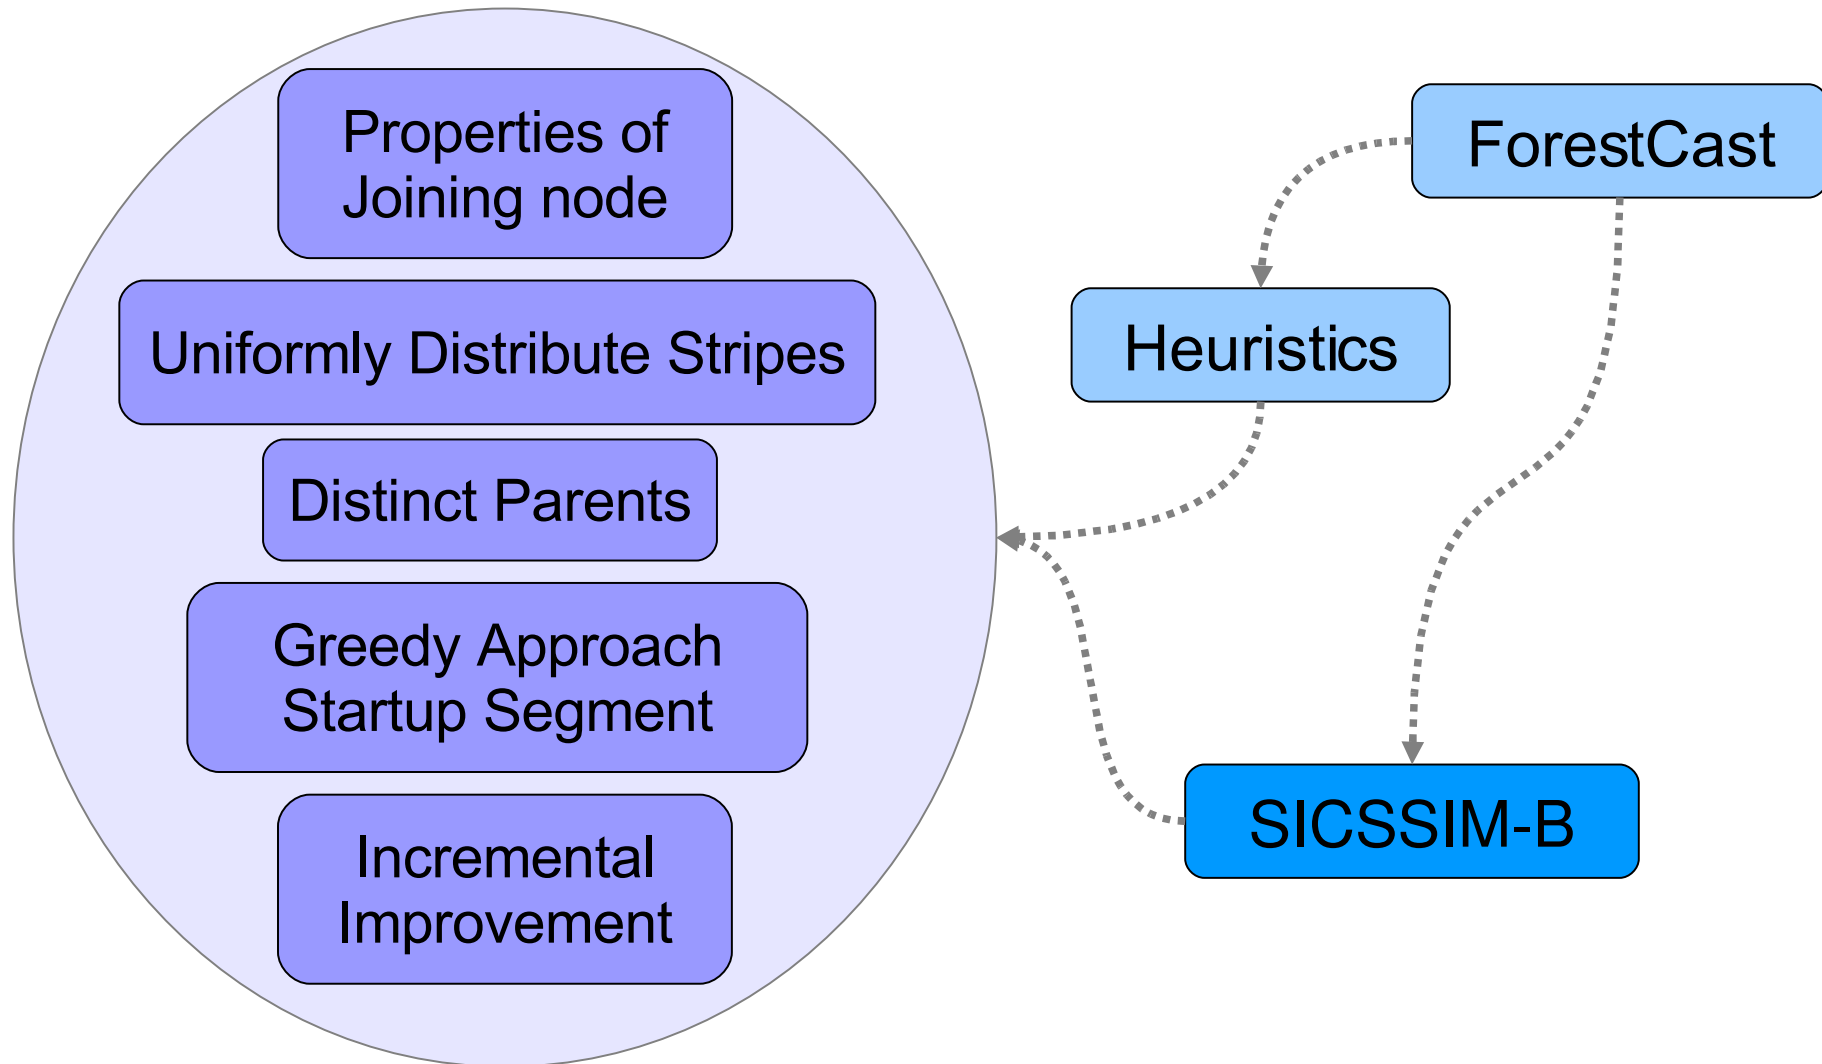 Properties of
Joining node
Uniformly Distribute Stripes
Distinct Parents
Greedy Approach
Startup Segment
Incremental
Improvement
ForestCast
Heuristics
SICSSIM-B